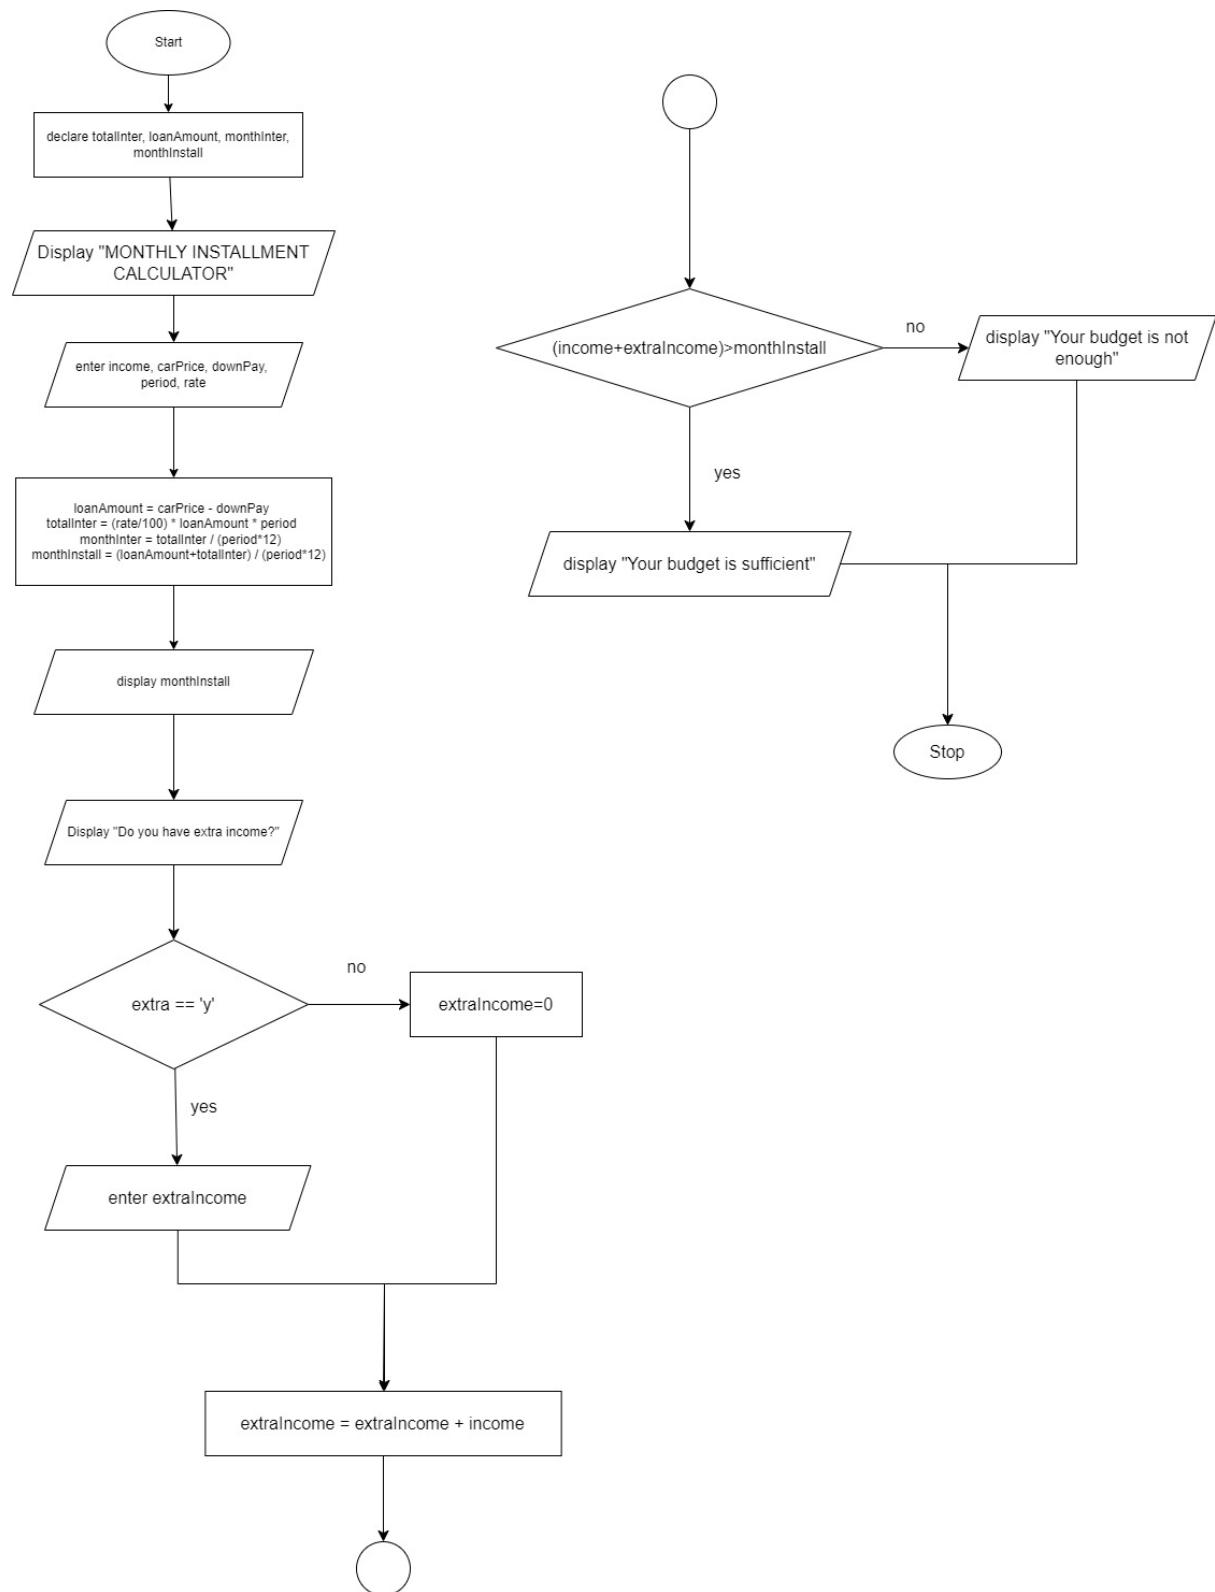 Start
declare totalInter, loanAmount, monthInter,
monthInstall
Display "MONTHLY INSTALLMENT
CALCULATOR"
enter income, carPrice, downPay,
period, rate
loanAmount = carPrice - downPay
totalInter = (rate/100) * loanAmount * period
monthInter = totalInter / (period*12)
monthInstall = (loanAmount+totalInter) / (period*12)
display monthInstall
Display "Do you have extra income?"
extra == 'y'
no
extraIncome=0
yes
enter extraIncome
extraIncome = extraIncome + income
(income+extraIncome)>monthInstall
no
display "Your budget is not
enough"
yes
display "Your budget is sufficient"
Stop